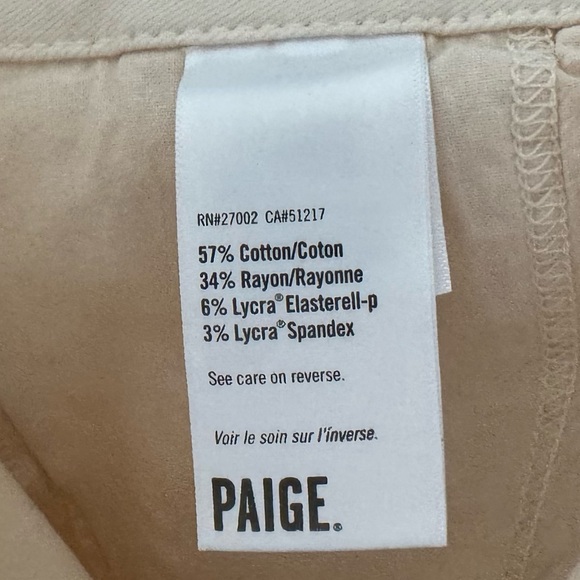 RN#27002 CA#51217
57% Cotton/Coton
34% Rayon/Rayonne
6% Lycra® Elasterell-p
3% Lycra® Spandex
See care on reverse.
Voir le soin sur l'ínverse.
PAIGE®